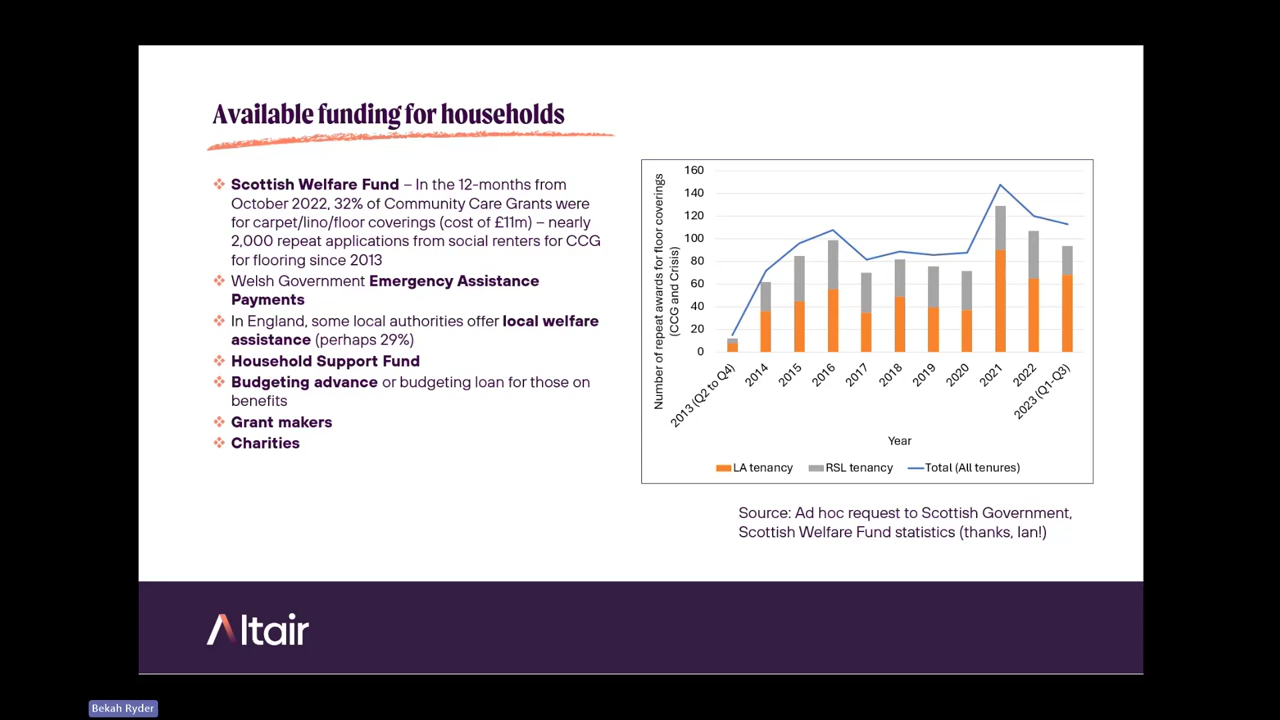 Available funding for households
❖ Scottish Welfare Fund – In the 12-months from
October 2022, 32% of Community Care Grants were
for carpet/lino/floor coverings (cost of £11m) – nearly
2,000 repeat applications from social renters for CCG
for flooring since 2013
❖ Welsh Government Emergency Assistance
Payments
❖ In England, some local authorities offer local welfare
assistance (perhaps 29%)
❖ Household Support Fund
❖ Budgeting advance or budgeting loan for those on
benefits
❖ Grant makers
❖ Charities
Number of repeat awards for floor coverings
(CCG and Crisis)
160
140
120
100
80
60
40
20
0
2013 (Q2 to Q4)
2014
2015
2016
2017
2018
2019
2020
2021
2022
2023 (Q1-Q3)
Year
LA tenancy
RSL tenancy
Total (All tenures)
Source: Ad hoc request to Scottish Government,
Scottish Welfare Fund statistics (thanks, Ian!)
Altair
Bekah Ryder